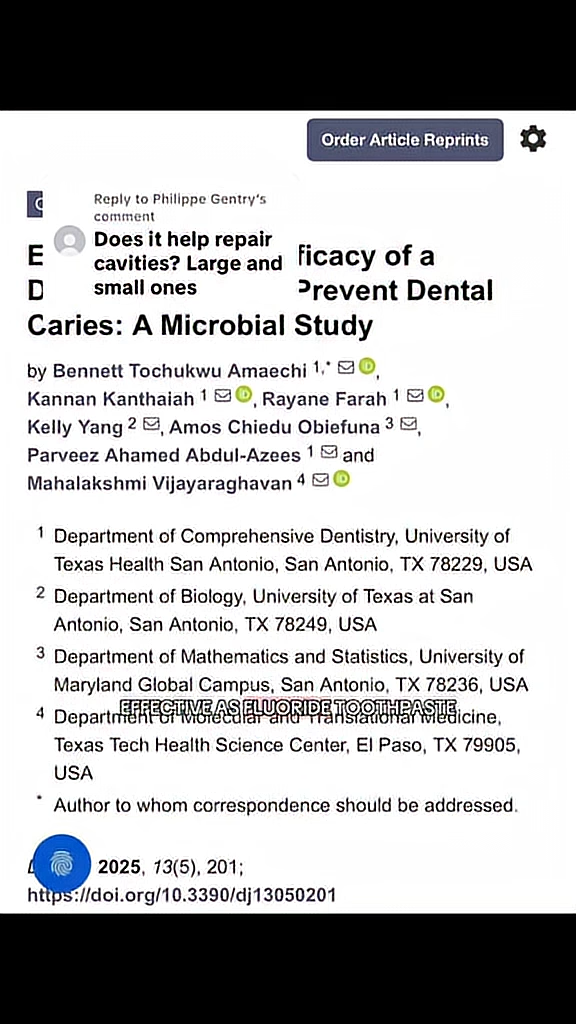 Order Article Reprints
Reply to Philippe Gentry's
comment
Does it help repair
cavities? Large and
small ones
E ficacy of a
D Prevent Dental
Caries: A Microbial Study
by Bennett Tochukwu Amaechi 1,*,
Kannan Kanthaiah 1, Rayane Farah 1,
Kelly Yang 2, Amos Chiedu Obiefuna 3,
Parveez Ahamed Abdul-Azees 1 and
Mahalakshmi Vijayaraghavan 4
1 Department of Comprehensive Dentistry, University of
Texas Health San Antonio, San Antonio, TX 78229, USA
2 Department of Biology, University of Texas at San
Antonio, San Antonio, TX 78249, USA
3 Department of Mathematics and Statistics, University of
Maryland Global Campus, San Antonio, TX 78236, USA
EFFECTIVE AS FLUORIDE TOOTHPASTE
4 Department of Molecular and Translational Medicine,
Texas Tech Health Science Center, El Paso, TX 79905,
USA
* Author to whom correspondence should be addressed.
2025, 13(5), 201;
https://doi.org/10.3390/dj13050201